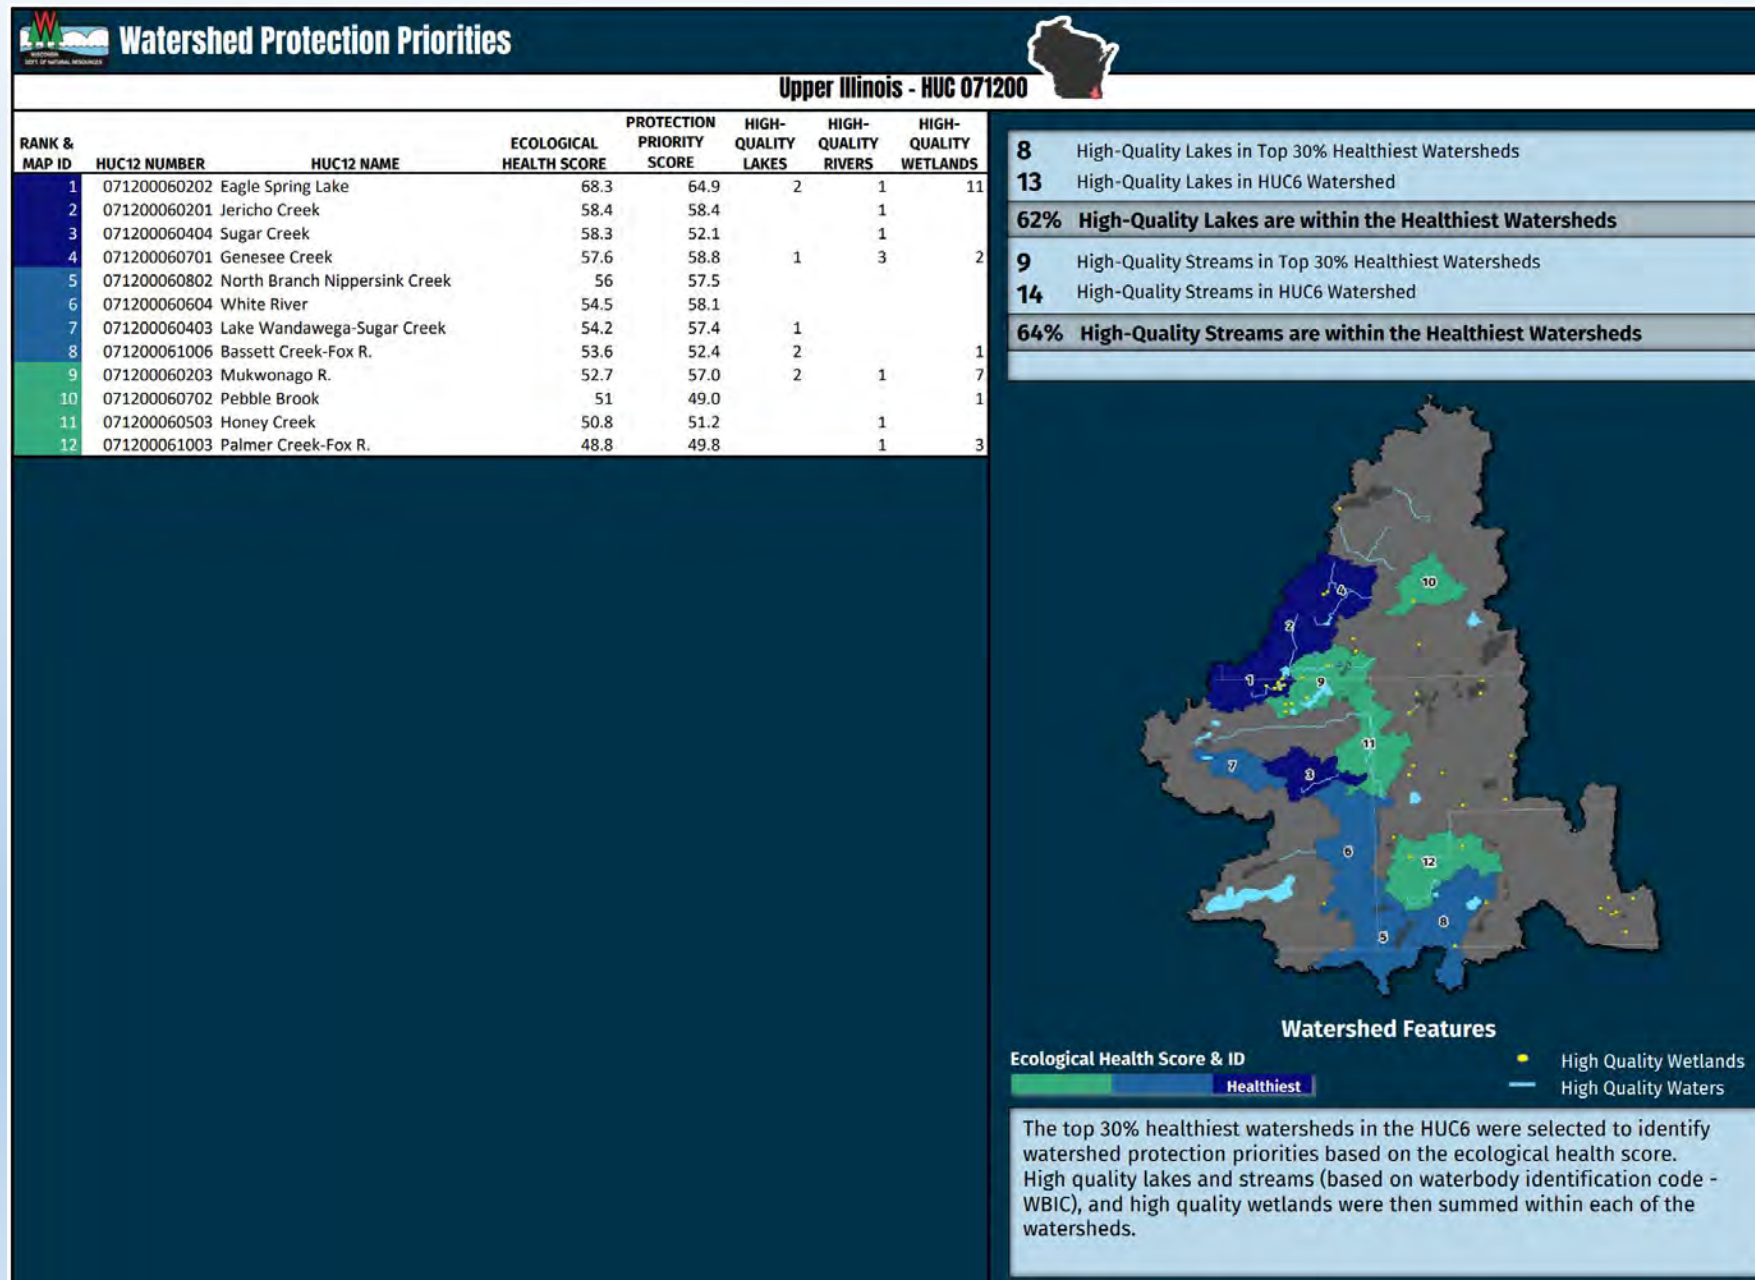 W
WISCONSIN
DEPT. OF NATURAL RESOURCES
Watershed Protection Priorities
Upper Illinois - HUC 071200
RANK & MAP ID HUC12 NUMBER HUC12 NAME ECOLOGICAL HEALTH SCORE PROTECTION PRIORITY SCORE HIGH-QUALITY LAKES HIGH-QUALITY RIVERS HIGH-QUALITY WETLANDS
1 071200060202 Eagle Spring Lake 68.3 64.9 2 1 11
2 071200060201 Jericho Creek 58.4 58.4 1
3 071200060404 Sugar Creek 58.3 52.1 1
4 071200060701 Genesee Creek 57.6 58.8 1 3 2
5 071200060802 North Branch Nippersink Creek 56 57.5
6 071200060604 White River 54.5 58.1
7 071200060403 Lake Wandawega-Sugar Creek 54.2 57.4 1
8 071200061006 Bassett Creek-Fox R. 53.6 52.4 2 1
9 071200060203 Mukwonago R. 52.7 57.0 2 1 7
10 071200060702 Pebble Brook 51 49.0 1
11 071200060503 Honey Creek 50.8 51.2 1
12 071200061003 Palmer Creek-Fox R. 48.8 49.8 1 3
8 High-Quality Lakes in Top 30% Healthiest Watersheds
13 High-Quality Lakes in HUC6 Watershed
62% High-Quality Lakes are within the Healthiest Watersheds
9 High-Quality Streams in Top 30% Healthiest Watersheds
14 High-Quality Streams in HUC6 Watershed
64% High-Quality Streams are within the Healthiest Watersheds
10
4
2
1
9
11
7
3
6
12
8
5
Watershed Features
Ecological Health Score & ID
Healthiest
High Quality Wetlands
High Quality Waters
The top 30% healthiest watersheds in the HUC6 were selected to identify
watershed protection priorities based on the ecological health score.
High quality lakes and streams (based on waterbody identification code -
WBIC), and high quality wetlands were then summed within each of the
watersheds.